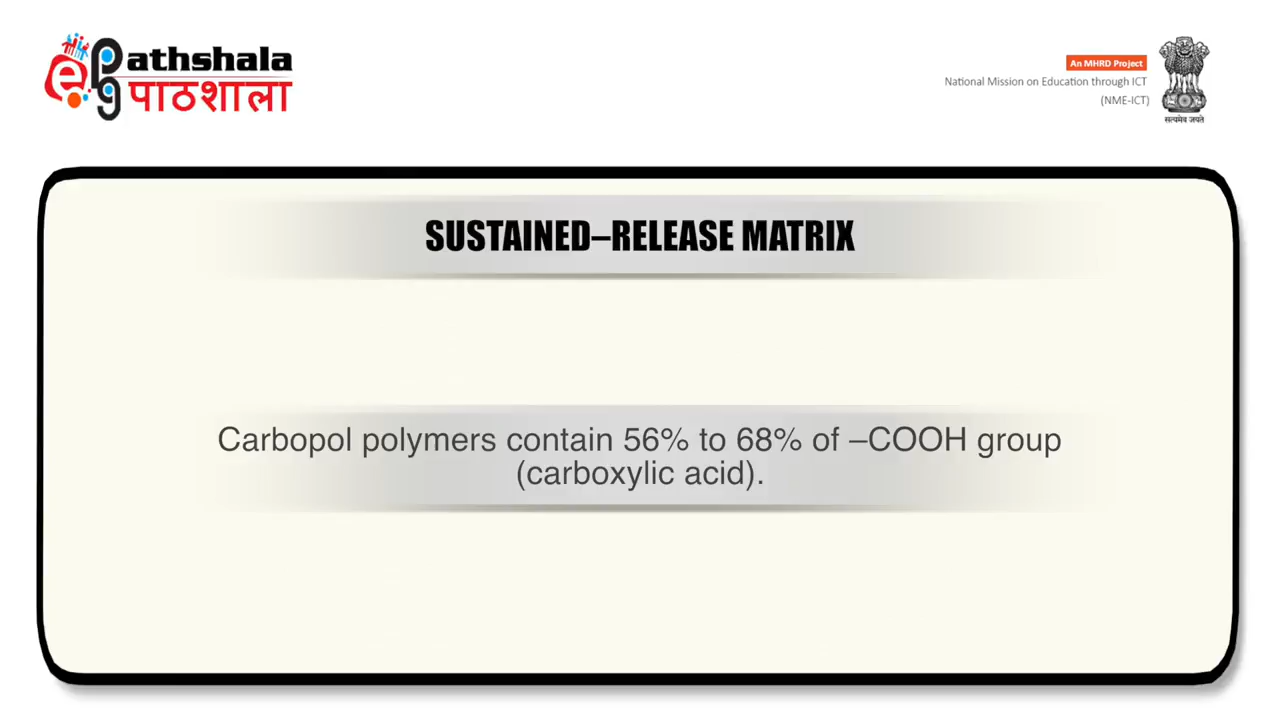 ePG Pathshala
पाठशाला
An MHRD Project
National Mission on Education through ICT
(NME-ICT)
सत्यमेव जयते
SUSTAINED–RELEASE MATRIX
Carbopol polymers contain 56% to 68% of –COOH group
(carboxylic acid).